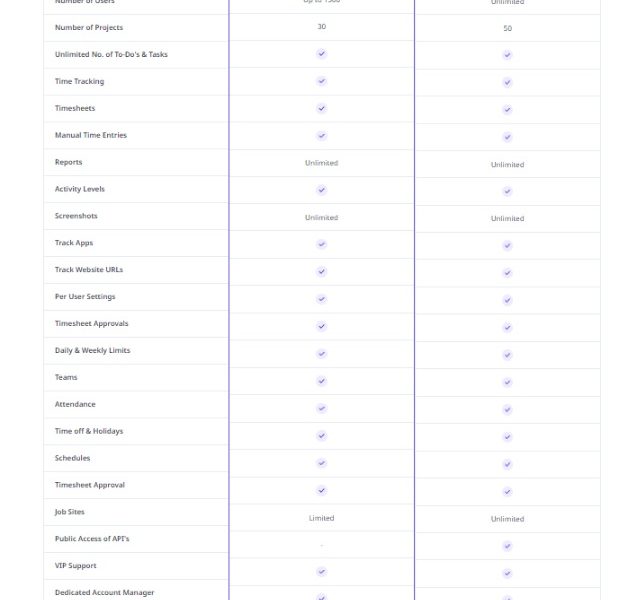 Number of Users Up to 1500 Unlimited
Number of Projects 30 50
Unlimited No. of To-Do's & Tasks
Time Tracking
Timesheets
Manual Time Entries
Reports Unlimited Unlimited
Activity Levels
Screenshots Unlimited Unlimited
Track Apps
Track Website URLs
Per User Settings
Timesheet Approvals
Daily & Weekly Limits
Teams
Attendance
Time off & Holidays
Schedules
Timesheet Approval
Job Sites Limited Unlimited
Public Access of API's -
VIP Support
Dedicated Account Manager